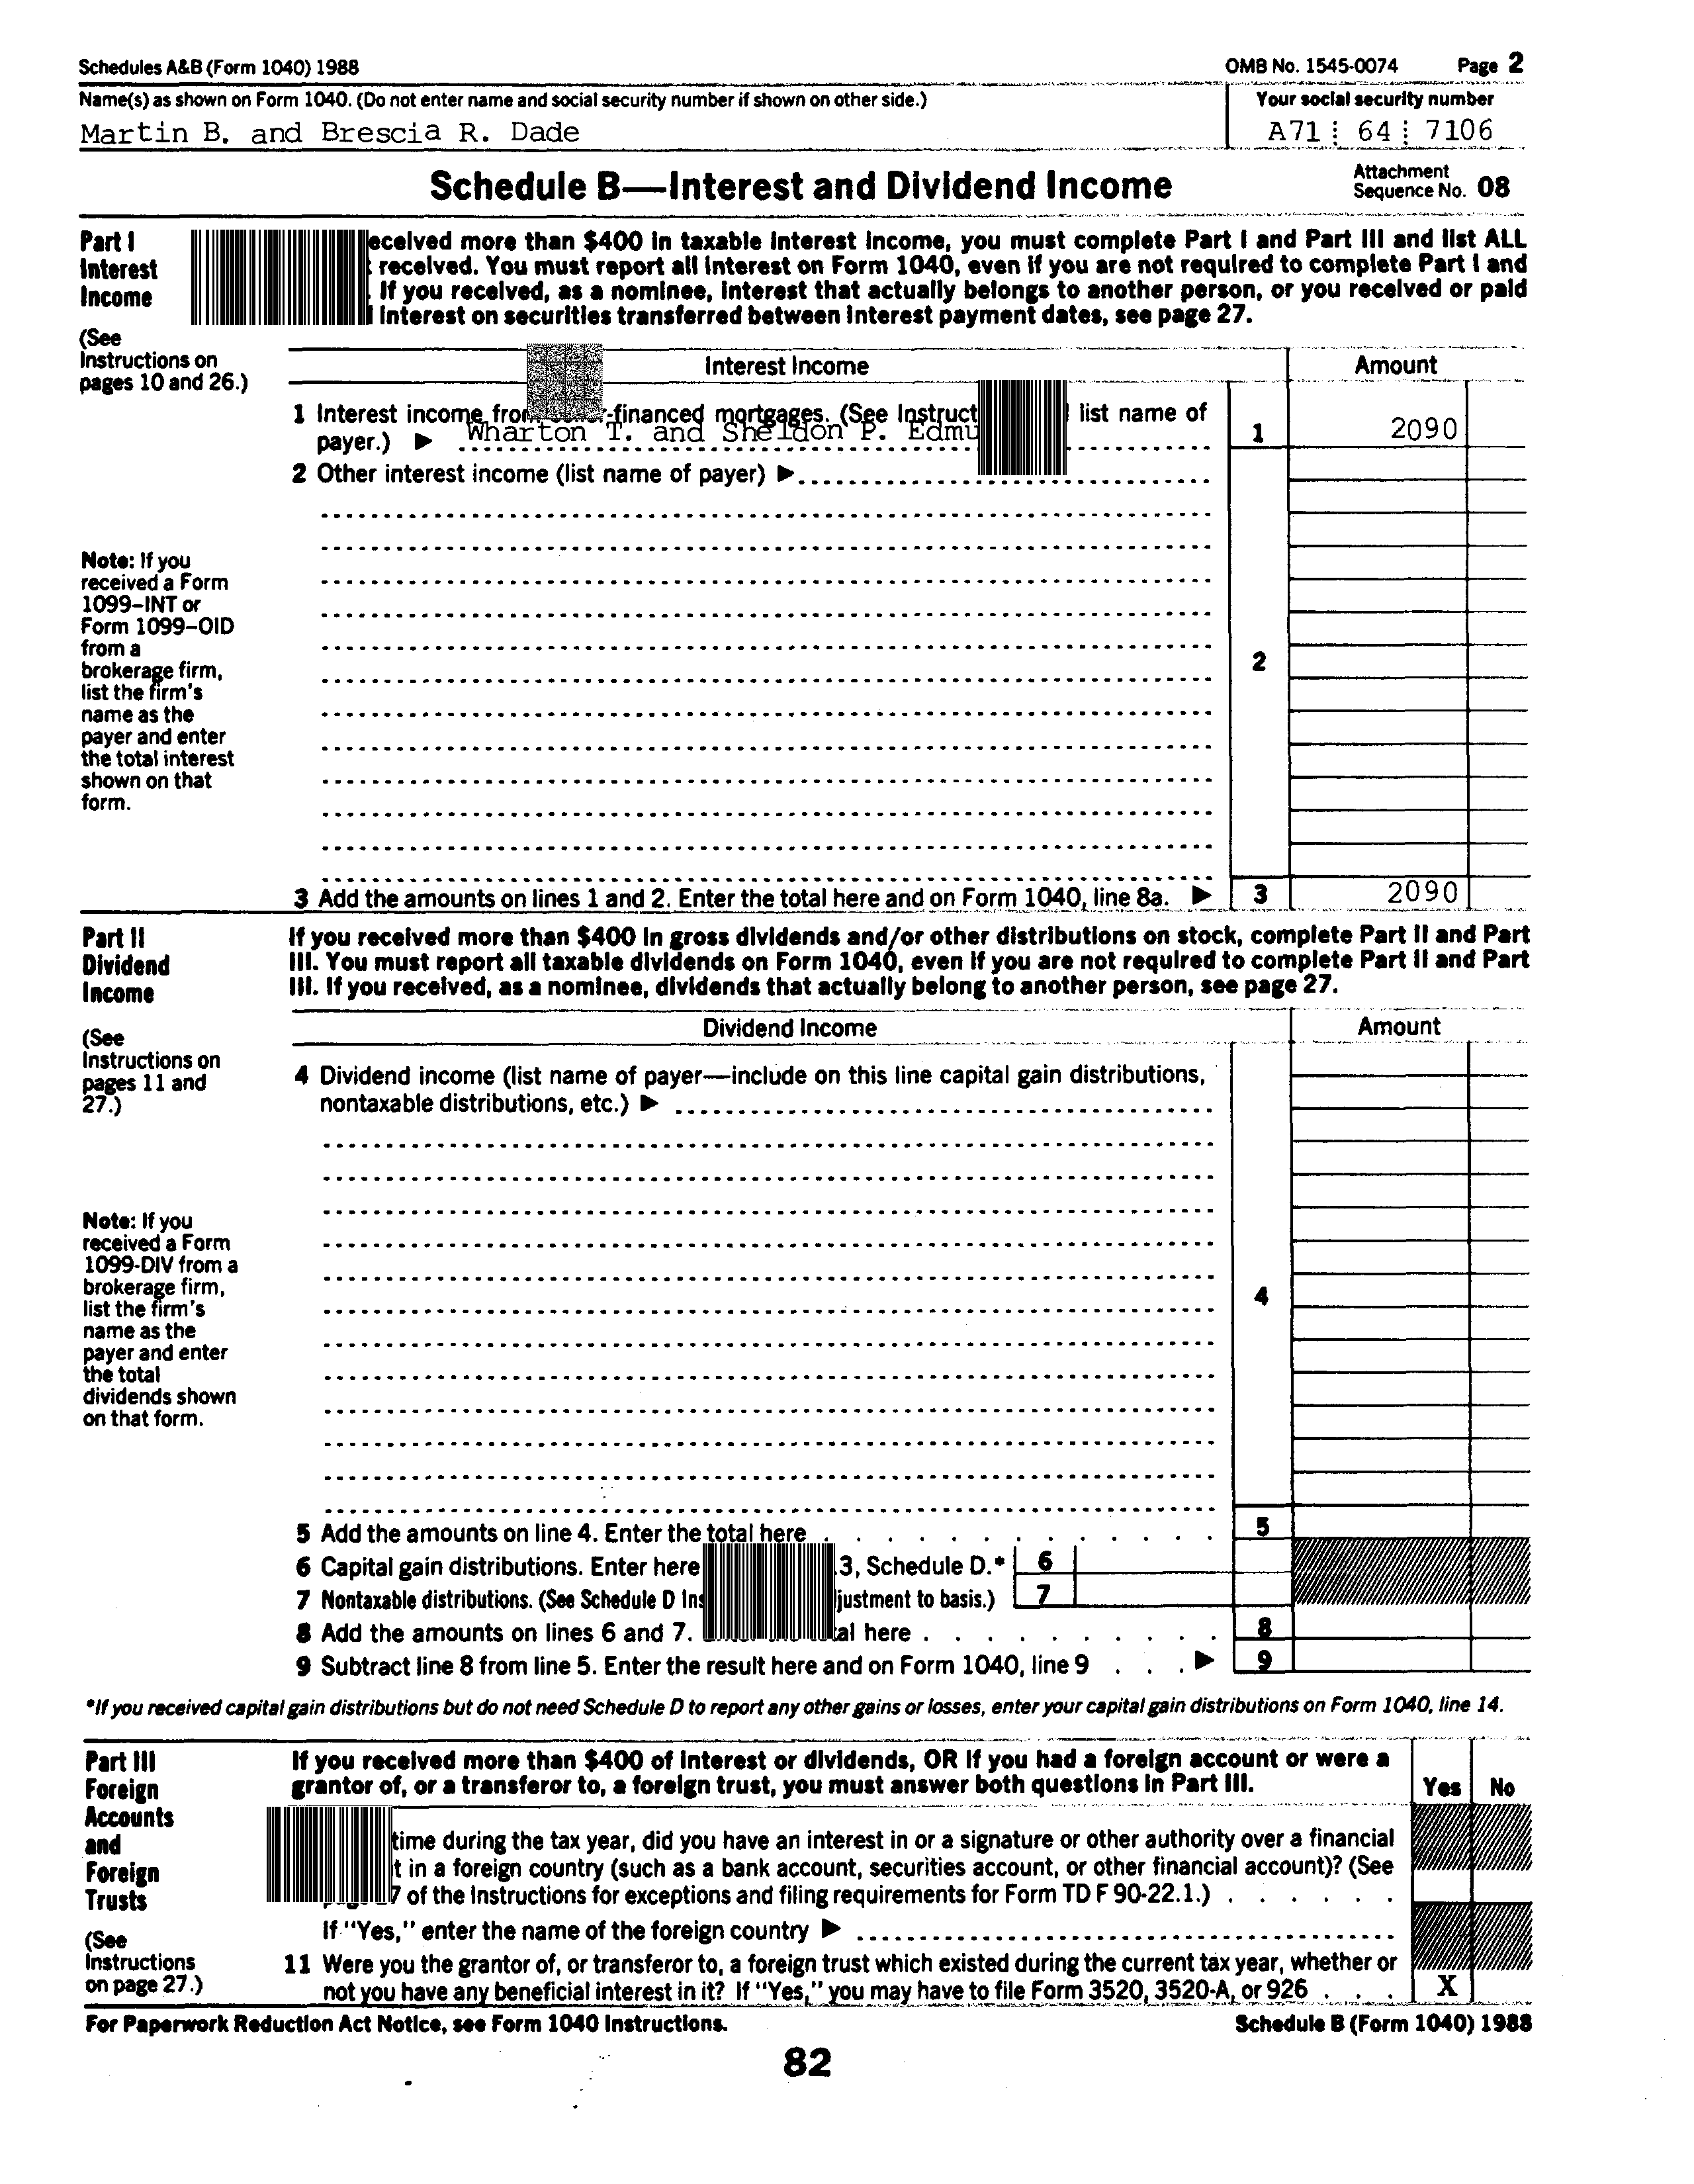 Schedules A&B (Form 1040) 1988 OMB No. 1545-0074 Page 2
Name(s) as shown on Form 1040. (Do not enter name and social security number if shown on other side.) Your social security number
Martin B. and Brescia R. Dade A71 64 7106
Schedule B—Interest and Dividend Income Attachment Sequence No. 08
Part I
Interest
Income
(See
Instructions on
pages 10 and 26.)
received more than $400 in taxable interest income, you must complete Part I and Part III and list ALL
received. You must report all interest on Form 1040, even if you are not required to complete Part I and
If you received, as a nominee, interest that actually belongs to another person, or you received or paid
interest on securities transferred between interest payment dates, see page 27.
Interest Income Amount
1 Interest income from -financed mortgages. (See list name of
payer.) ▶ Wharton T. and Sheldon P. 1 2090
2 Other interest income (list name of payer) ▶
Note: If you
received a Form
1099–INT or
Form 1099–OID
from a
brokerage firm,
list the firm's
name as the
payer and enter
the total interest
shown on that
form.
2
3 Add the amounts on lines 1 and 2. Enter the total here and on Form 1040, line 8a. ▶ 3 2090
Part II
Dividend
Income
(See
Instructions on
pages 11 and
27.)
If you received more than $400 in gross dividends and/or other distributions on stock, complete Part II and Part
III. You must report all taxable dividends on Form 1040, even if you are not required to complete Part II and Part
III. If you received, as a nominee, dividends that actually belong to another person, see page 27.
Dividend Income Amount
4 Dividend income (list name of payer—include on this line capital gain distributions,
nontaxable distributions, etc.) ▶
Note: If you
received a Form
1099-DIV from a
brokerage firm,
list the firm's
name as the
payer and enter
the total
dividends shown
on that form.
4
5 Add the amounts on line 4. Enter the total here 5
6 Capital gain distributions. Enter here 3, Schedule D.* 6
7 Nontaxable distributions. (See Schedule D to basis.) 7
8 Add the amounts on lines 6 and 7. here 8
9 Subtract line 8 from line 5. Enter the result here and on Form 1040, line 9 ▶ 9
*If you received capital gain distributions but do not need Schedule D to report any other gains or losses, enter your capital gain distributions on Form 1040, line 14.
Part III
Foreign
Accounts
and
Foreign
Trusts
(See
Instructions
on page 27.)
If you received more than $400 of interest or dividends, OR if you had a foreign account or were a
grantor of, or a transferor to, a foreign trust, you must answer both questions in Part III. Yes No
time during the tax year, did you have an interest in or a signature or other authority over a financial
in a foreign country (such as a bank account, securities account, or other financial account)? (See
of the Instructions for exceptions and filing requirements for Form TD F 90-22.1.)
If "Yes," enter the name of the foreign country ▶
11 Were you the grantor of, or transferor to, a foreign trust which existed during the current tax year, whether or
not you have any beneficial interest in it? If "Yes," you may have to file Form 3520, 3520-A, or 926 X
For Paperwork Reduction Act Notice, see Form 1040 Instructions. Schedule B (Form 1040) 1988
82